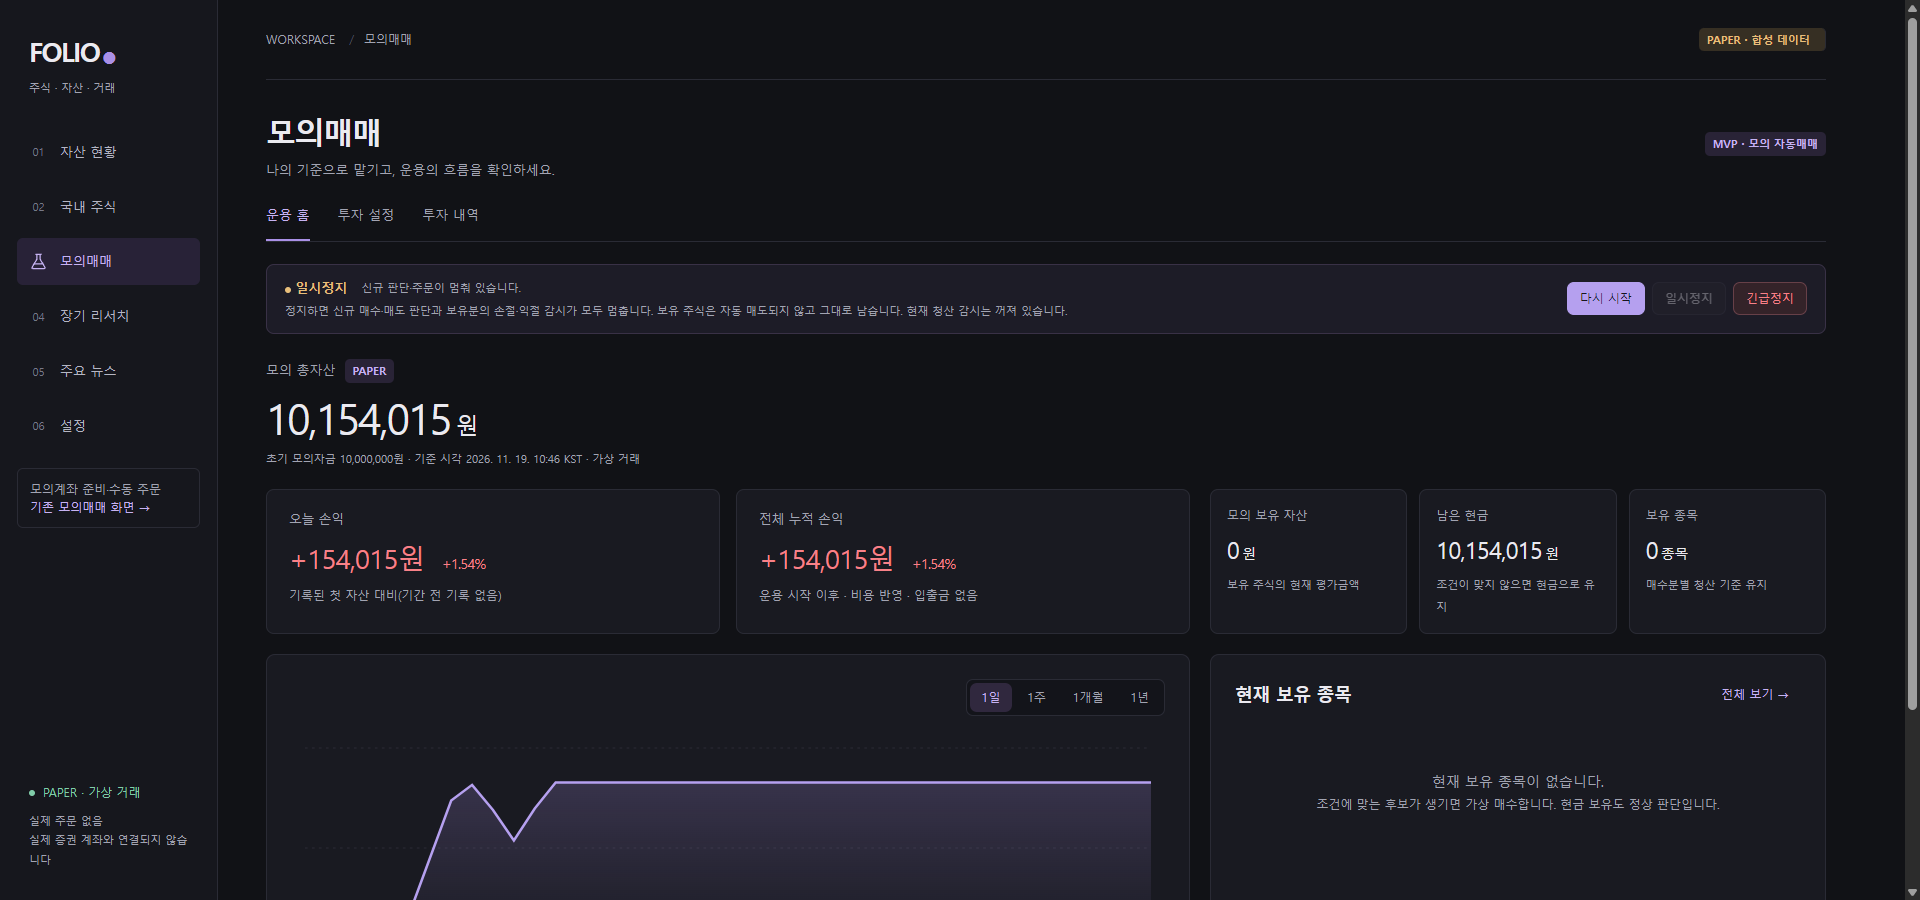 FOLIO
주식 · 자산 · 거래
01 자산 현황
02 국내 주식
모의매매
04 장기 리서치
05 주요 뉴스
06 설정
모의계좌 준비·수동 주문
기존 모의매매 화면 →
PAPER · 가상 거래
실제 주문 없음
실제 증권 계좌와 연결되지 않습
니다
WORKSPACE / 모의매매
PAPER · 합성 데이터
모의매매
MVP · 모의 자동매매
나의 기준으로 맡기고, 운용의 흐름을 확인하세요.
운용 홈 투자 설정 투자 내역
일시정지 신규 판단·주문이 멈춰 있습니다.
정지하면 신규 매수·매도 판단과 보유분의 손절·익절 감시가 모두 멈춥니다. 보유 주식은 자동 매도되지 않고 그대로 남습니다. 현재 청산 감시는 꺼져 있습니다.
다시 시작 일시정지 긴급정지
모의 총자산 PAPER
10,154,015 원
초기 모의자금 10,000,000원 · 기준 시각 2026. 11. 19. 10:46 KST · 가상 거래
오늘 손익
+154,015원 +1.54%
기록된 첫 자산 대비(기간 전 기록 없음)
전체 누적 손익
+154,015원 +1.54%
운용 시작 이후 · 비용 반영 · 입출금 없음
모의 보유 자산
0 원
보유 주식의 현재 평가금액
남은 현금
10,154,015 원
조건이 맞지 않으면 현금으로 유
지
보유 종목
0 종목
매수분별 청산 기준 유지
1일 1주 1개월 1년
현재 보유 종목
전체 보기 →
현재 보유 종목이 없습니다.
조건에 맞는 후보가 생기면 가상 매수합니다. 현금 보유도 정상 판단입니다.